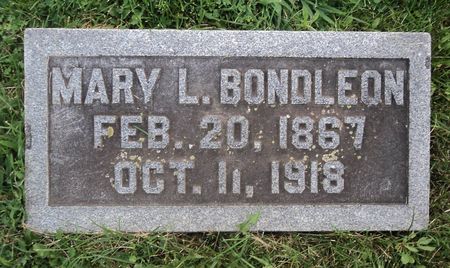 MARY L. BONDLEON
FEB. 20, 1867
OCT. 11, 1918